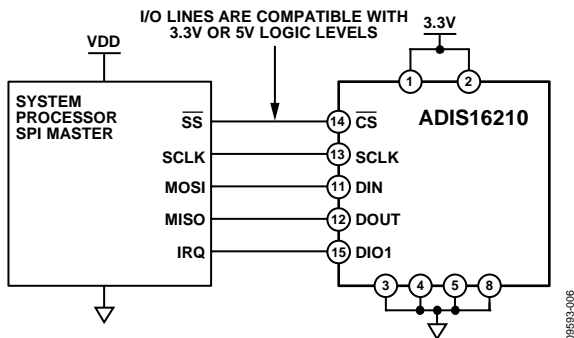 I/O LINES ARE COMPATIBLE WITH
3.3V OR 5V LOGIC LEVELS
VDD
3.3V
1
2
SYSTEM
PROCESSOR
SPI MASTER
ADIS16210
SS
14
CS
SCLK
13
SCLK
MOSI
11
DIN
MISO
12
DOUT
IRQ
15
DIO1
3
4
5
8
09593-006